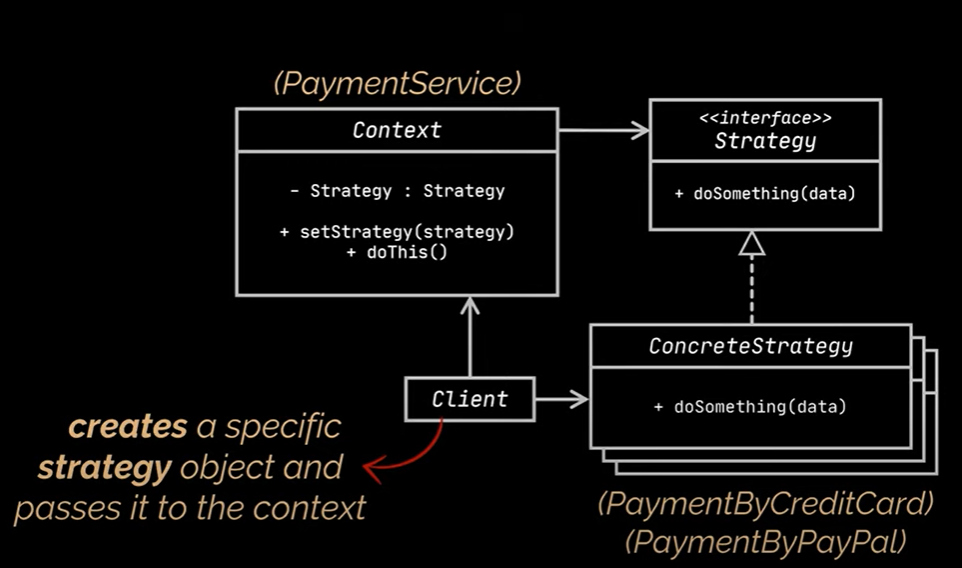 (PaymentService)
Context
- Strategy : Strategy
+ setStrategy(strategy)
+ doThis()
<<interface>>
Strategy
+ doSomething(data)
Client
ConcreteStrategy
+ doSomething(data)
creates a specific
strategy object and
passes it to the context
(PaymentByCreditCard)
(PaymentByPayPal)